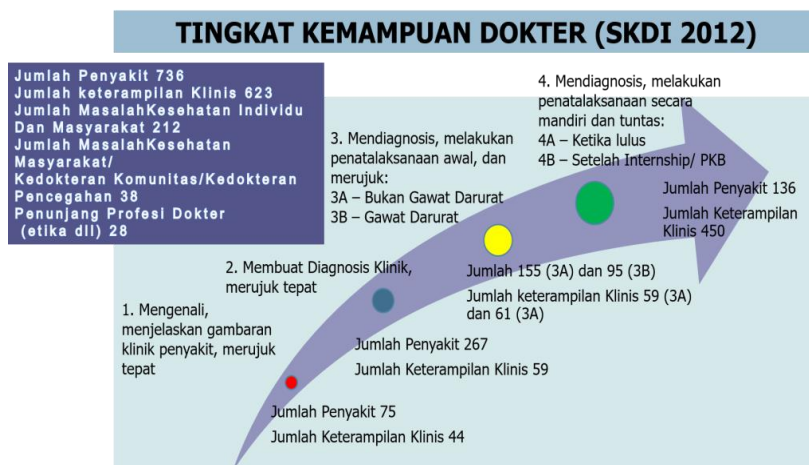 TINGKAT KEMAMPUAN DOKTER (SKDI 2012)
Jumlah Penyakit 736
Jumlah keterampilan Klinis 623
Jumlah MasalahKesehatan Individu
Dan Masyarakat 212
Jumlah MasalahKesehatan
Masyarakat/
Kedokteran Komunitas/Kedokteran
Pencegahan 38
Penunjang Profesi Dokter
(etika dll) 28
4. Mendiagnosis, melakukan
penatalaksanaan secara
mandiri dan tuntas:
4A – Ketika lulus
4B – Setelah Internship/ PKB
Jumlah Penyakit 136
Jumlah Keterampilan
Klinis 450
3. Mendiagnosis, melakukan
penatalaksanaan awal, dan
merujuk:
3A – Bukan Gawat Darurat
3B – Gawat Darurat
Jumlah 155 (3A) dan 95 (3B)
Jumlah keterampilan Klinis 59 (3A)
dan 61 (3A)
2. Membuat Diagnosis Klinik,
merujuk tepat
Jumlah Penyakit 267
Jumlah Keterampilan Klinis 59
1. Mengenali,
menjelaskan gambaran
klinik penyakit, merujuk
tepat
Jumlah Penyakit 75
Jumlah Keterampilan Klinis 44